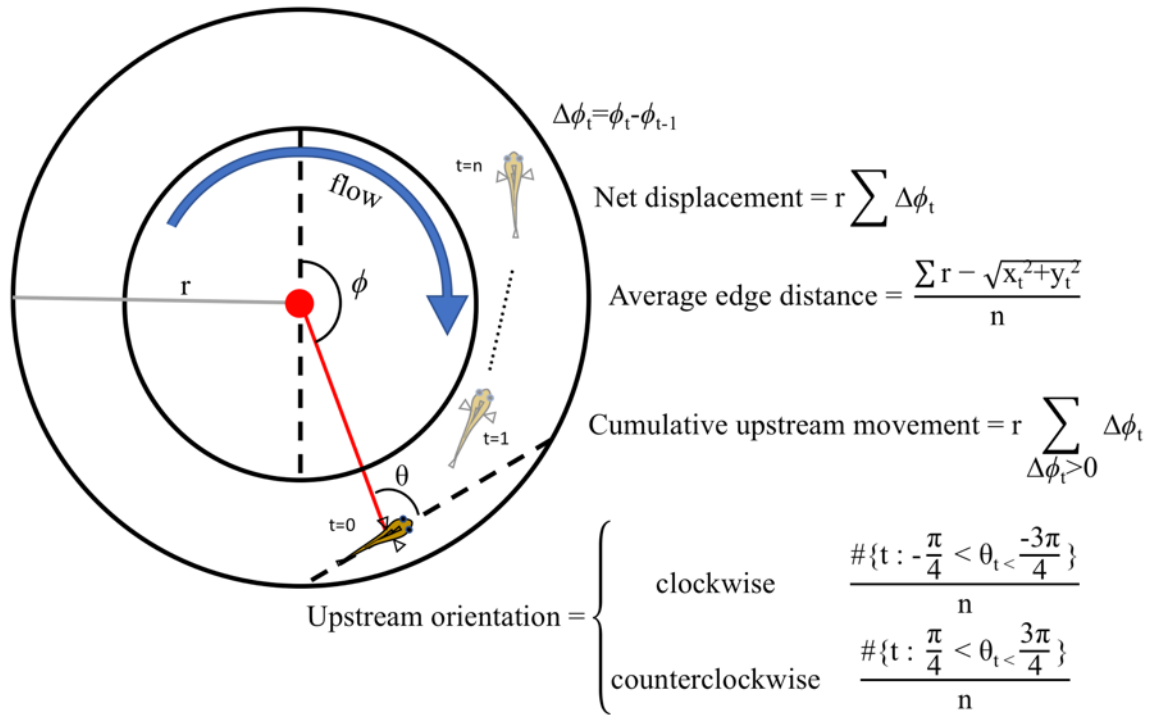 Δϕₜ=ϕₜ-ϕₜ₋₁
t=n
flow
Net displacement = r ∑ Δϕₜ
ϕ
r
Average edge distance = (∑ r − √(xₜ²+yₜ²)) / n
t=1
Cumulative upstream movement = r ∑ Δϕₜ
Δϕₜ>0
θ
t=0
Upstream orientation = {
clockwise #{t : -π/4 < θₜ < -3π/4 } / n
counterclockwise #{t : π/4 < θₜ < 3π/4 } / n